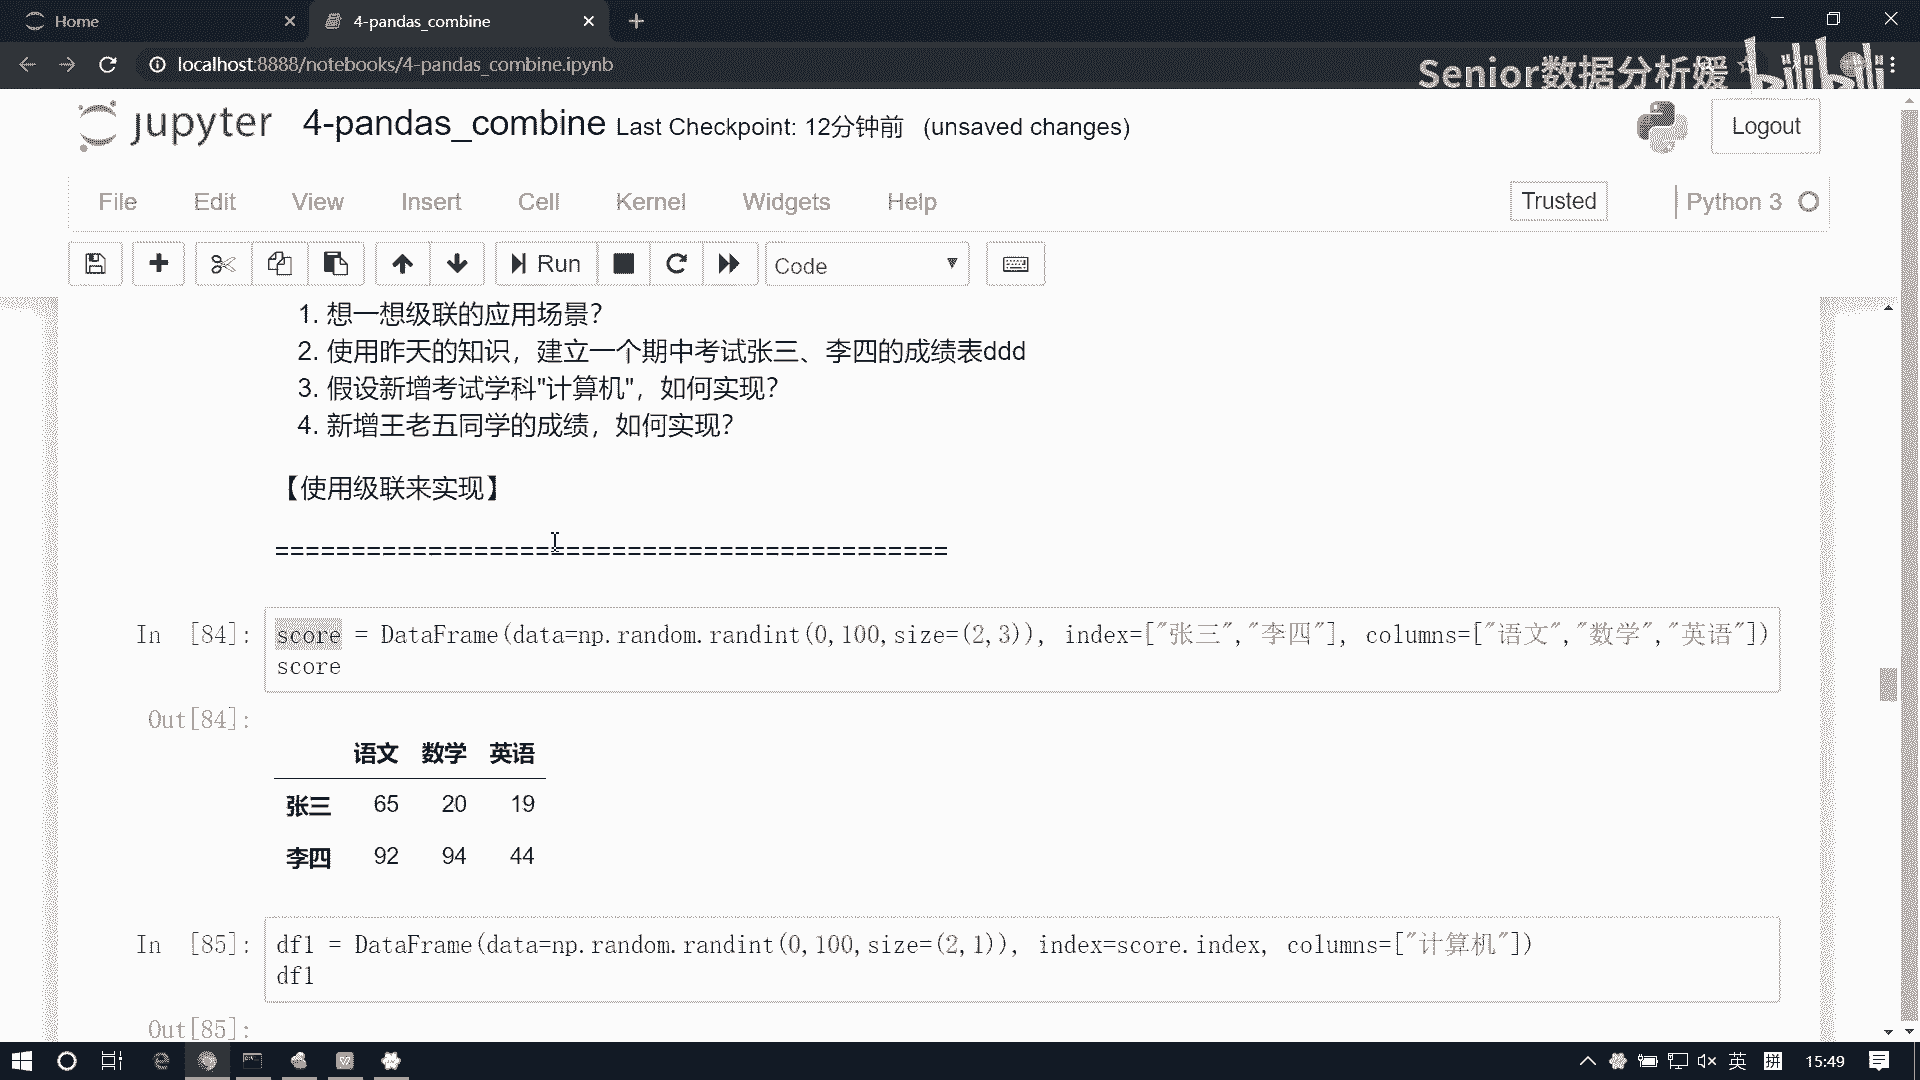 Home
4-pandas_combine
localhost:8888/notebooks/4-pandas_combine.ipynb
Senior数据分析媛
bilibili
jupyter
4-pandas_combine Last Checkpoint: 12分钟前 (unsaved changes)
Logout
File Edit View Insert Cell Kernel Widgets Help
Trusted
Python 3
Run
Code
1. 想一想级联的应用场景?
2. 使用昨天的知识，建立一个期中考试张三、李四的成绩表ddd
3. 假设新增考试学科"计算机"，如何实现?
4. 新增王老五同学的成绩，如何实现?
【使用级联来实现】
============================================
In [84]:
score = DataFrame(data=np.random.randint(0,100,size=(2,3)), index=["张三","李四"], columns=["语文","数学","英语"])
score
Out[84]:
语文 数学 英语
张三 65 20 19
李四 92 94 44
In [85]:
df1 = DataFrame(data=np.random.randint(0,100,size=(2,1)), index=score.index, columns=["计算机"])
df1
Out[85]:
英
拼
15:49